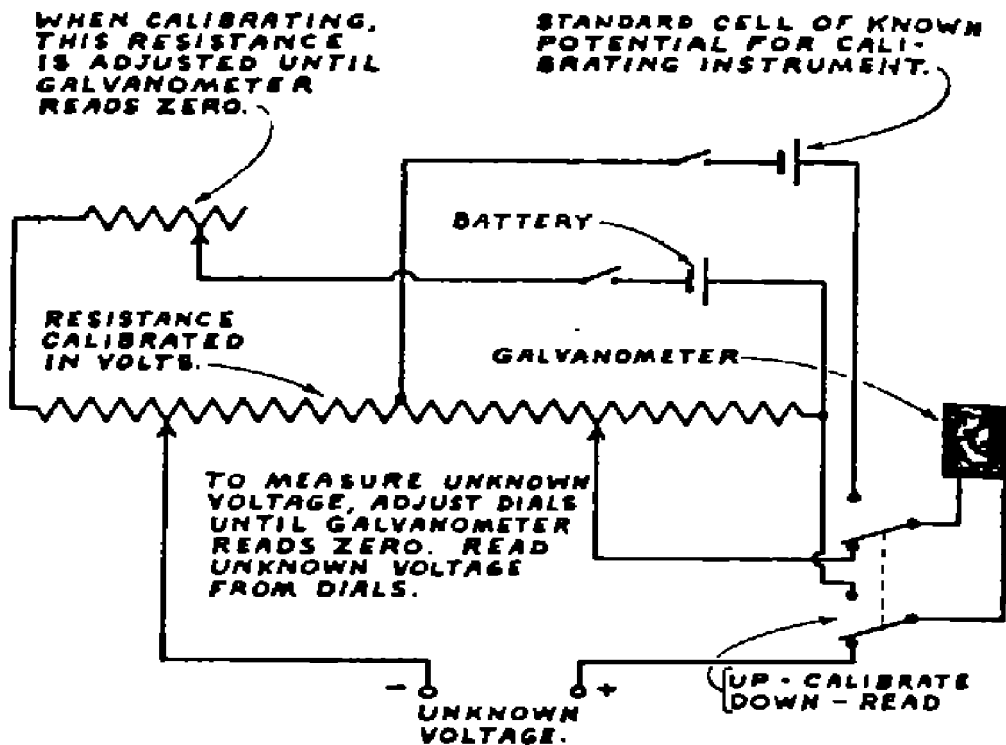 WHEN CALIBRATING,
THIS RESISTANCE
IS ADJUSTED UNTIL
GALVANOMETER
READS ZERO.
STANDARD CELL OF KNOWN
POTENTIAL FOR CALI-
BRATING INSTRUMENT.
BATTERY
RESISTANCE
CALIBRATED
IN VOLTS.
GALVANOMETER
TO MEASURE UNKNOWN
VOLTAGE, ADJUST DIALS
UNTIL GALVANOMETER
READS ZERO. READ
UNKNOWN VOLTAGE
FROM DIALS.
- +
UNKNOWN
VOLTAGE.
UP - CALIBRATE
DOWN - READ